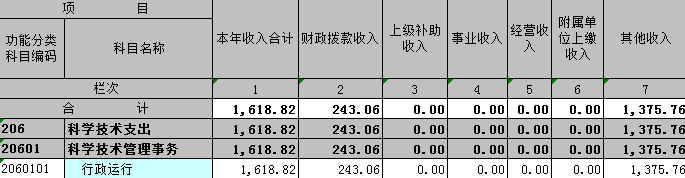 项 目
功能分类
科目编码
科目名称
本年收入合计
财政拨款收入
上级补助
收入
事业收入
经营收
入
附属单
位上缴
收入
其他收入
栏次 1 2 3 4 5 6 7
合 计 1,618.82 243.06 0.00 0.00 0.00 0.00 1,375.76
206 科学技术支出 1,618.82 243.06 0.00 0.00 0.00 0.00 1,375.76
20601 科学技术管理事务 1,618.82 243.06 0.00 0.00 0.00 0.00 1,375.76
2060101 行政运行 1,618.82 243.06 0.00 0.00 0.00 0.00 1,375.76